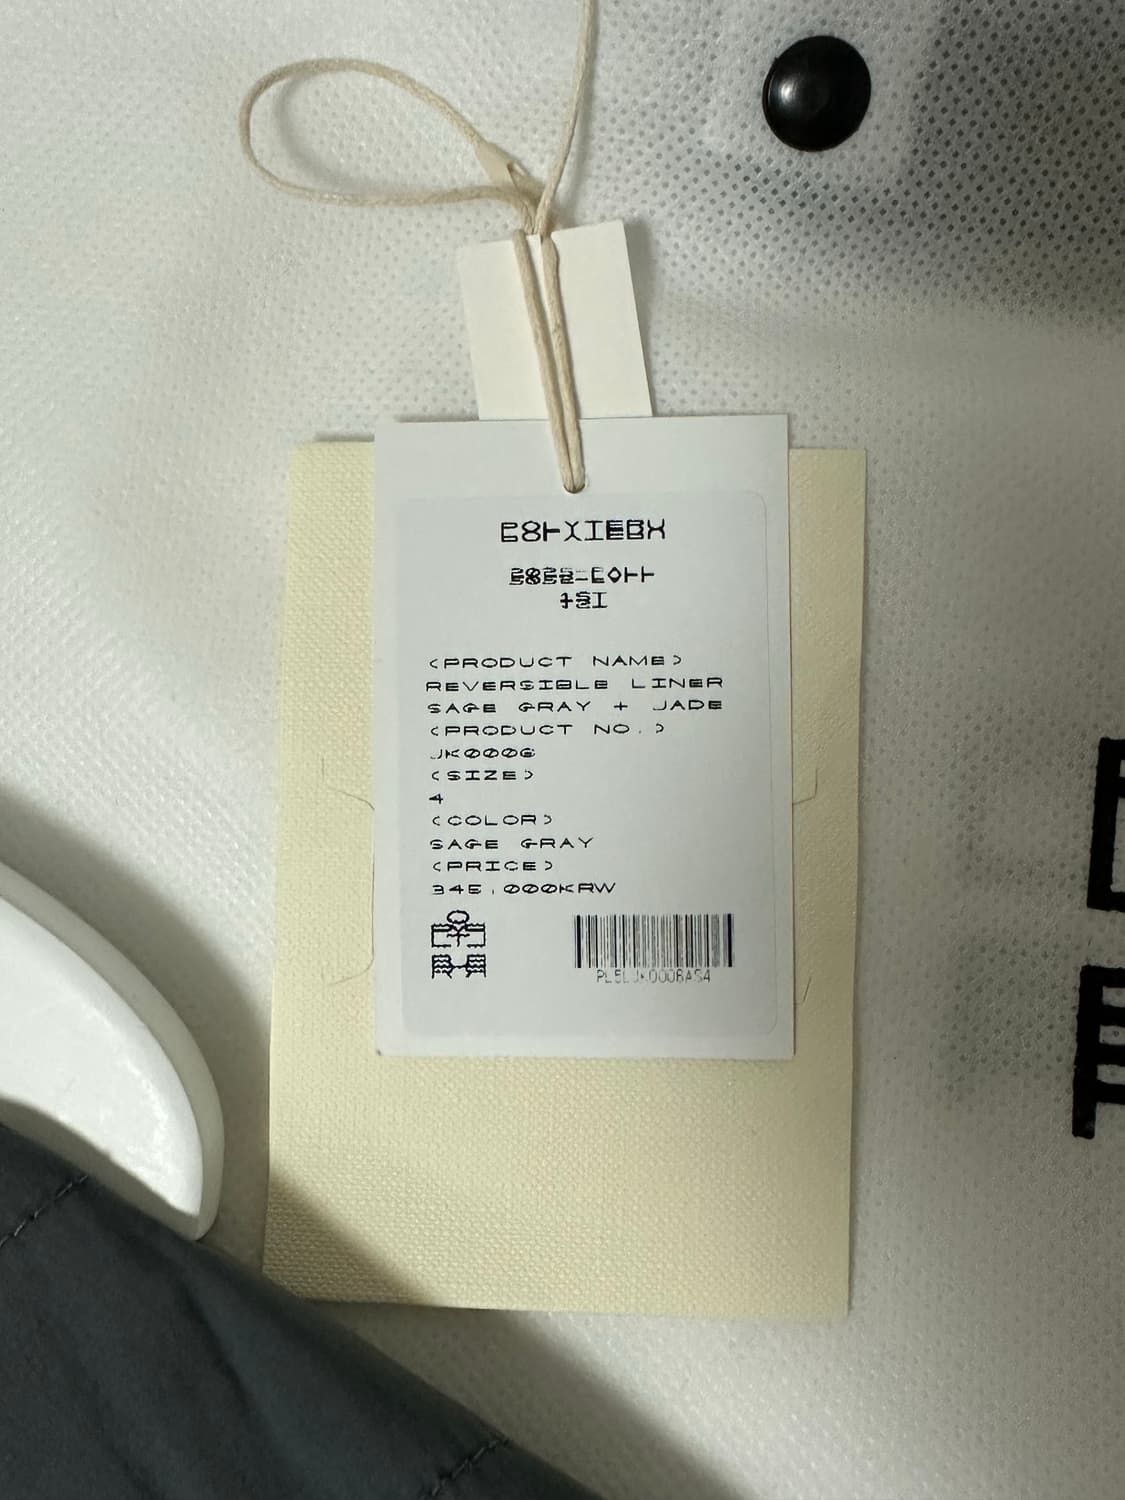 <PRODUCT NAME>
REVERSIBLE LINER
SAGE GRAY + JADE
<PRODUCT NO.>
JK0006
<SIZE>
4
<COLOR>
SAGE GRAY
<PRICE>
345,000KRW